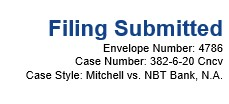 Filing Submitted
Envelope Number: 4786
Case Number: 382-6-20 Cncv
Case Style: Mitchell vs. NBT Bank, N.A.